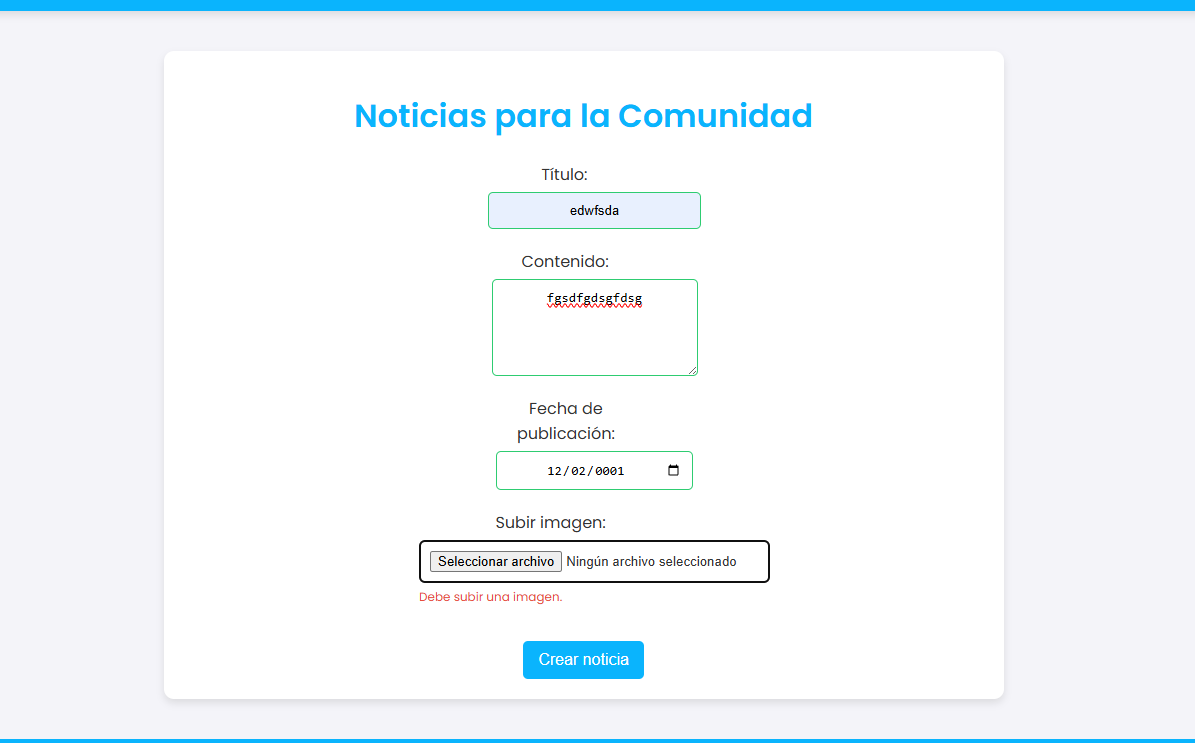 Noticias para la Comunidad
Título:
edwfsda
Contenido:
fgsdfgdsgfdsg
Fecha de
publicación:
12/02/0001
Subir imagen:
Seleccionar archivo Ningún archivo seleccionado
Debe subir una imagen.
Crear noticia